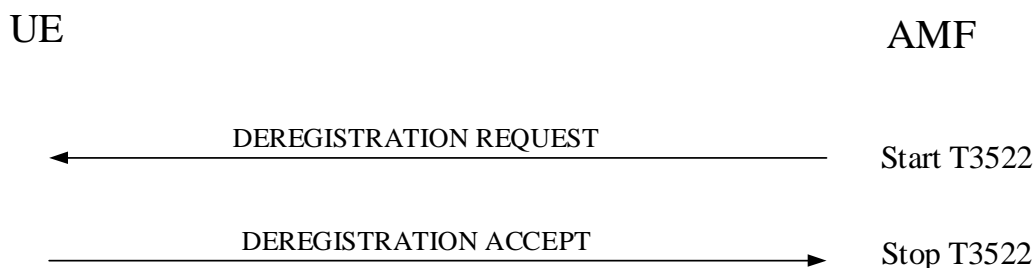 UE
AMF
DEREGISTRATION REQUEST
Start T3522
DEREGISTRATION ACCEPT
Stop T3522